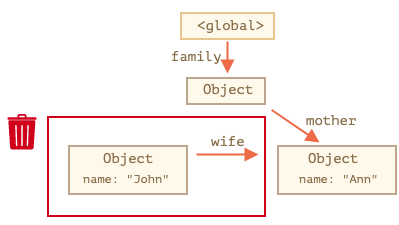 <global>
family
Object
mother
wife
Object
name: "John"
Object
name: "Ann"